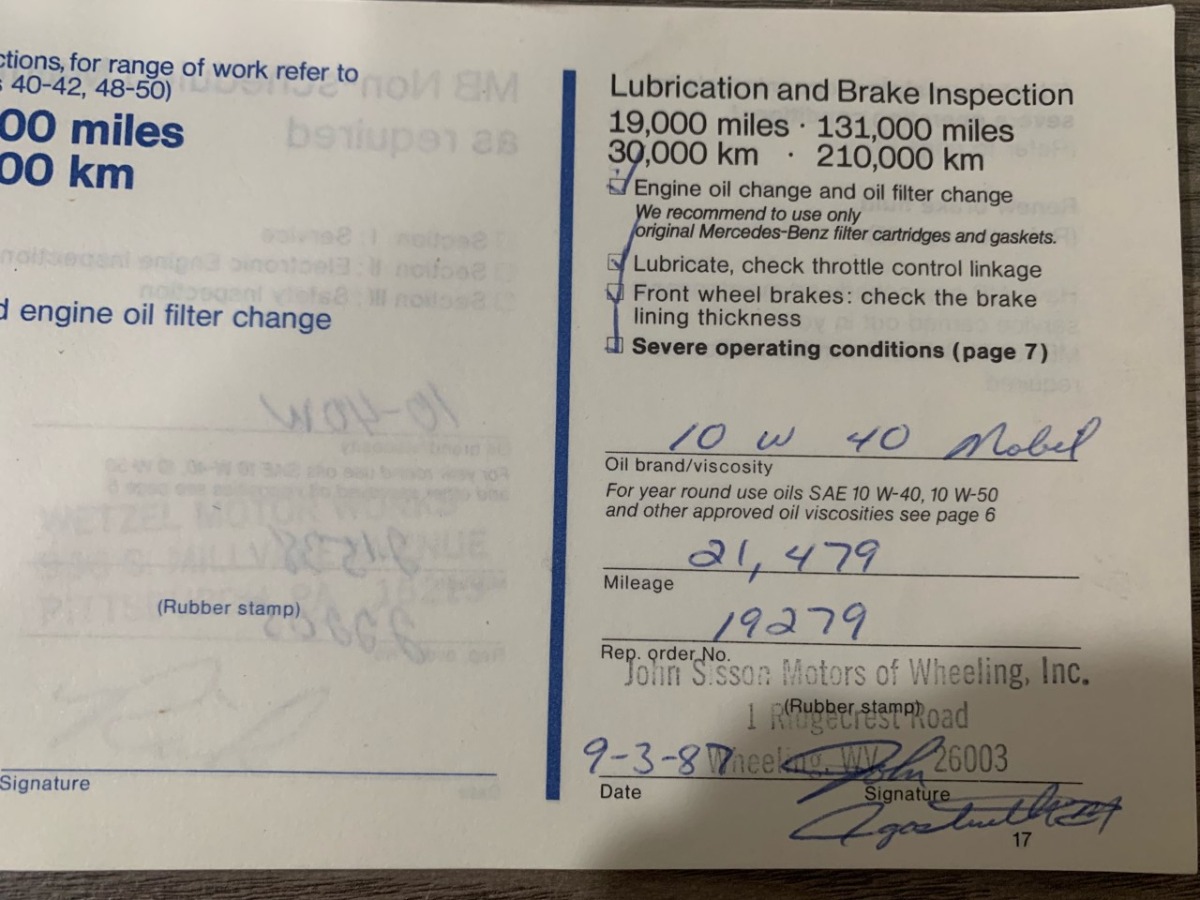 ctions, for range of work refer to
40-42, 48-50)
00 miles
00 km
d engine oil filter change
(Rubber stamp)
Signature
Lubrication and Brake Inspection
19,000 miles · 131,000 miles
30,000 km · 210,000 km
Engine oil change and oil filter change
We recommend to use only
original Mercedes-Benz filter cartridges and gaskets.
Lubricate, check throttle control linkage
Front wheel brakes: check the brake
lining thickness
Severe operating conditions (page 7)
10 W 40 Mobel
Oil brand/viscosity
For year round use oils SAE 10 W-40, 10 W-50
and other approved oil viscosities see page 6
21,479
Mileage
19279
Rep. order No.
John Sisson Motors of Wheeling, Inc.
(Rubber stamp)
1 Ridgecrest Road
9-3-87 Wheeling, WV 26003
John
Date Signature
17